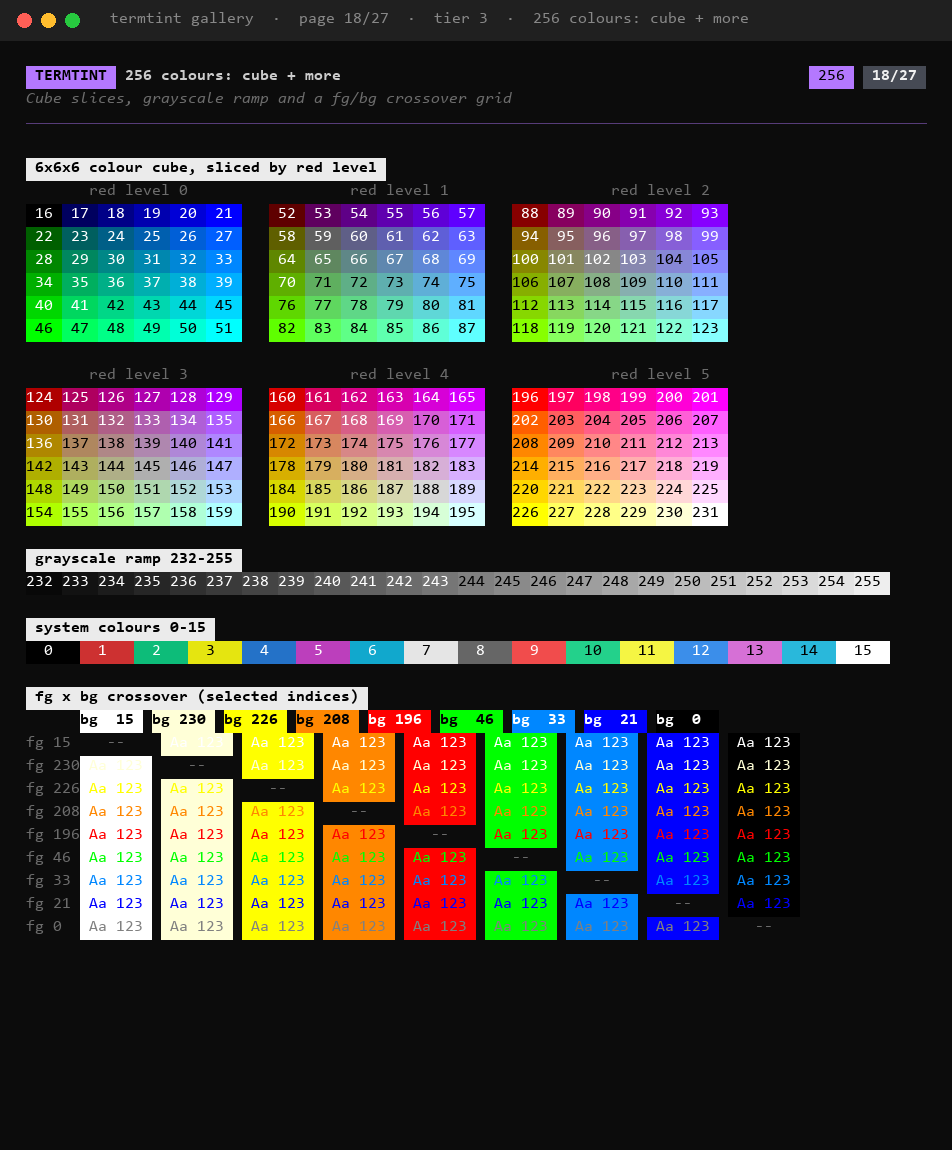 termtint gallery · page 18/27 · tier 3 · 256 colours: cube + more
TERMTINT 256 colours: cube + more 256 18/27
Cube slices, grayscale ramp and a fg/bg crossover grid
6x6x6 colour cube, sliced by red level
red level 0 red level 1 red level 2
16 17 18 19 20 21 52 53 54 55 56 57 88 89 90 91 92 93
22 23 24 25 26 27 58 59 60 61 62 63 94 95 96 97 98 99
28 29 30 31 32 33 64 65 66 67 68 69 100 101 102 103 104 105
34 35 36 37 38 39 70 71 72 73 74 75 106 107 108 109 110 111
40 41 42 43 44 45 76 77 78 79 80 81 112 113 114 115 116 117
46 47 48 49 50 51 82 83 84 85 86 87 118 119 120 121 122 123
red level 3 red level 4 red level 5
124 125 126 127 128 129 160 161 162 163 164 165 196 197 198 199 200 201
130 131 132 133 134 135 166 167 168 169 170 171 202 203 204 205 206 207
136 137 138 139 140 141 172 173 174 175 176 177 208 209 210 211 212 213
142 143 144 145 146 147 178 179 180 181 182 183 214 215 216 217 218 219
148 149 150 151 152 153 184 185 186 187 188 189 220 221 222 223 224 225
154 155 156 157 158 159 190 191 192 193 194 195 226 227 228 229 230 231
grayscale ramp 232-255
232 233 234 235 236 237 238 239 240 241 242 243 244 245 246 247 248 249 250 251 252 253 254 255
system colours 0-15
0 1 2 3 4 5 6 7 8 9 10 11 12 13 14 15
fg x bg crossover (selected indices)
bg 15 bg 230 bg 226 bg 208 bg 196 bg 46 bg 33 bg 21 bg 0
fg 15 -- Aa 123 Aa 123 Aa 123 Aa 123 Aa 123 Aa 123 Aa 123 Aa 123
fg 230 Aa 123 -- Aa 123 Aa 123 Aa 123 Aa 123 Aa 123 Aa 123 Aa 123
fg 226 Aa 123 Aa 123 -- Aa 123 Aa 123 Aa 123 Aa 123 Aa 123 Aa 123
fg 208 Aa 123 Aa 123 Aa 123 -- Aa 123 Aa 123 Aa 123 Aa 123 Aa 123
fg 196 Aa 123 Aa 123 Aa 123 Aa 123 -- Aa 123 Aa 123 Aa 123 Aa 123
fg 46 Aa 123 Aa 123 Aa 123 Aa 123 Aa 123 -- Aa 123 Aa 123 Aa 123
fg 33 Aa 123 Aa 123 Aa 123 Aa 123 Aa 123 Aa 123 -- Aa 123 Aa 123
fg 21 Aa 123 Aa 123 Aa 123 Aa 123 Aa 123 Aa 123 Aa 123 -- Aa 123
fg 0 Aa 123 Aa 123 Aa 123 Aa 123 Aa 123 Aa 123 Aa 123 Aa 123 --